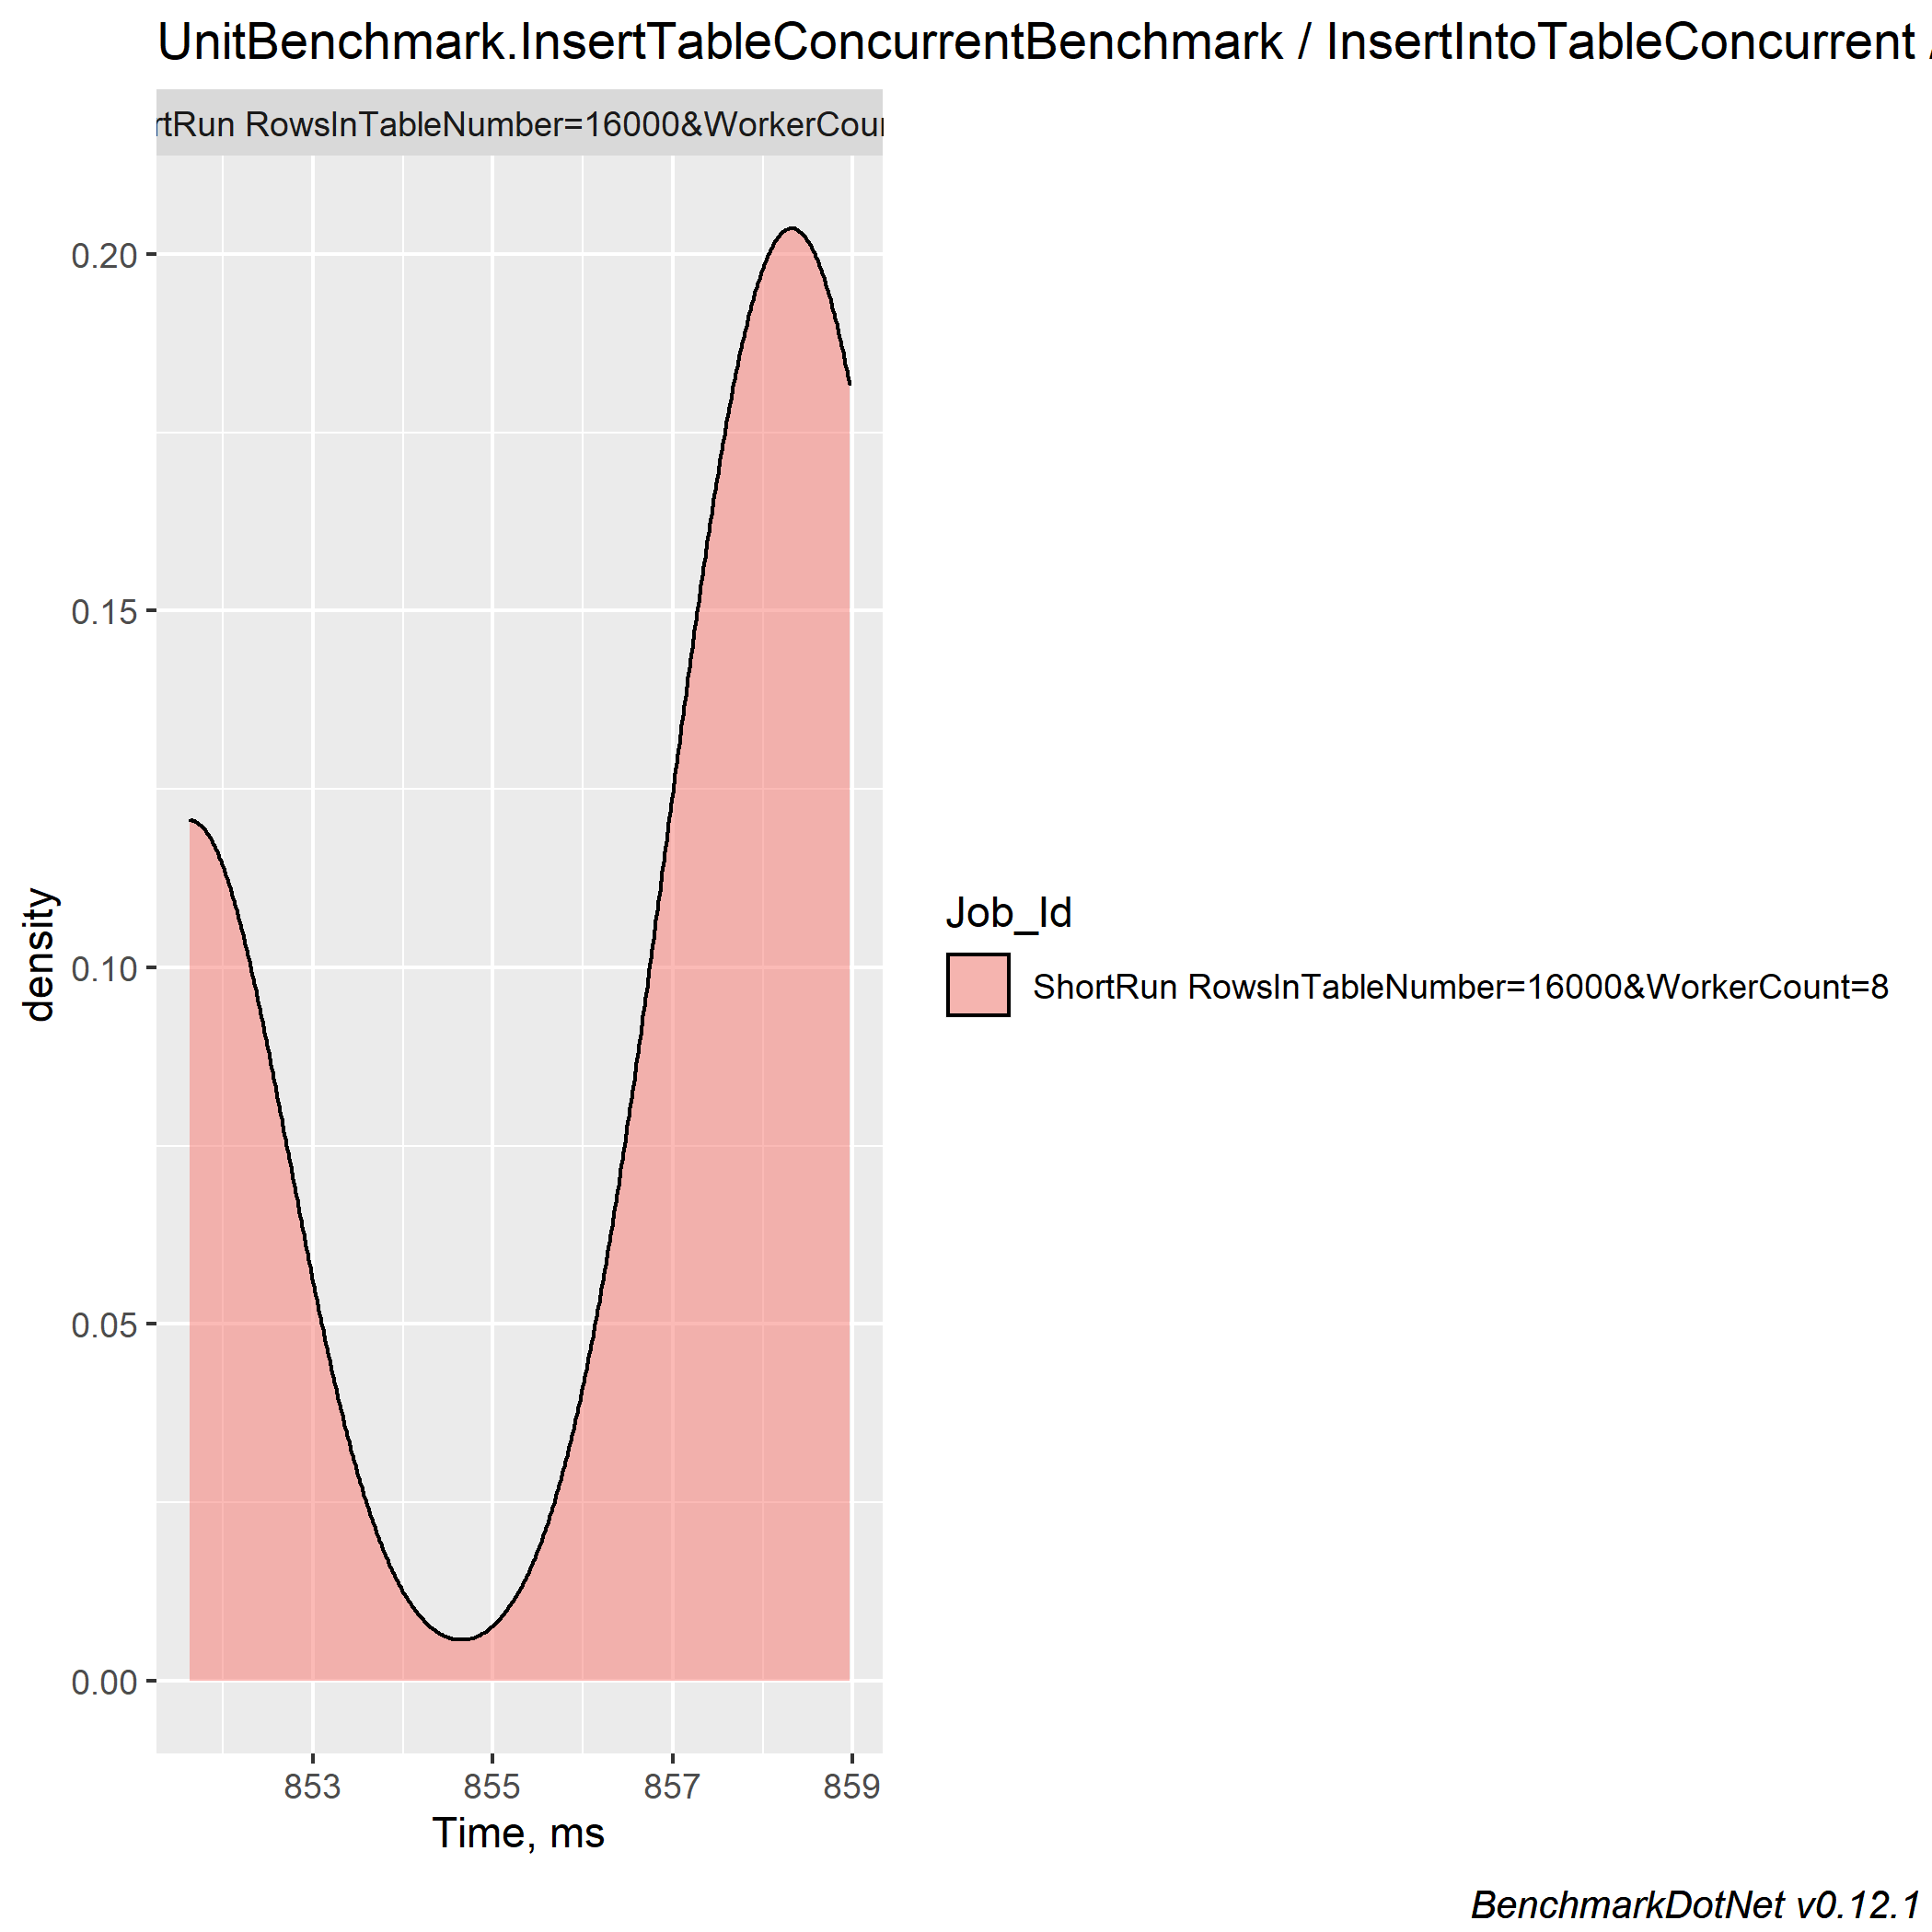 UnitBenchmark.InsertTableConcurrentBenchmark / InsertIntoTableConcurrent /
rtRun RowsInTableNumber=16000&WorkerCour
0.20
0.15
0.10
0.05
0.00
density
853 855 857 859
Time, ms
Job_Id
ShortRun RowsInTableNumber=16000&WorkerCount=8
BenchmarkDotNet v0.12.1